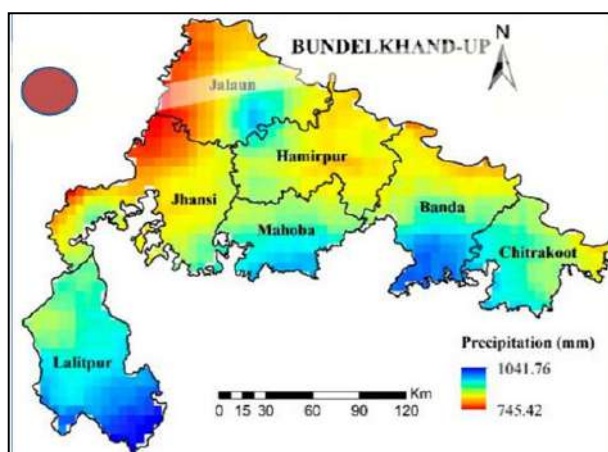 N
BUNDELKHAND-UP
Jalaun
Hamirpur
Jhansi
Mahoba
Banda
Chitrakoot
Lalitpur
Precipitation (mm)
1041.76
745.42
Km
0 15 30 60 90 120